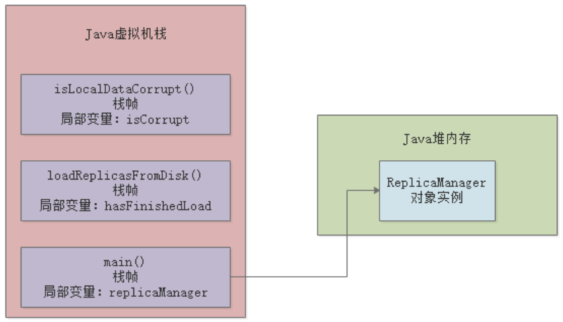 Java虚拟机栈
isLocalDataCorrupt()
栈帧
局部变量：isCorrupt
loadReplicasFromDisk()
栈帧
局部变量：hasFinishedLoad
main()
栈帧
局部变量：replicaManager
Java堆内存
ReplicaManager
对象实例